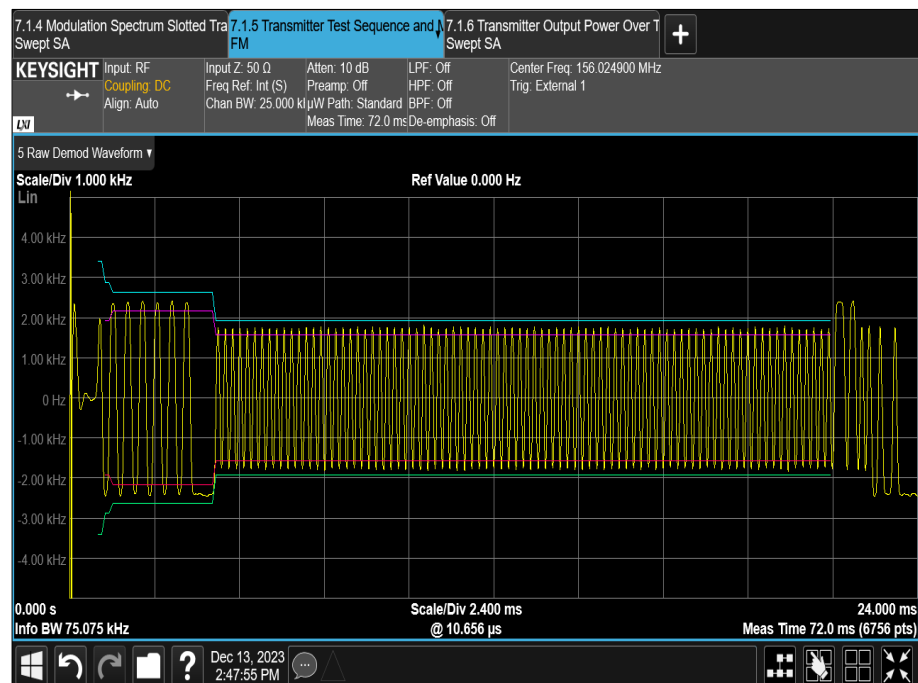 7.1.4 Modulation Spectrum Slotted Tra
Swept SA
7.1.5 Transmitter Test Sequence and
FM
7.1.6 Transmitter Output Power Over T
Swept SA
+
KEYSIGHT
LXI
Input: RF
Coupling: DC
Align: Auto
Input Z: 50 Ω
Freq Ref: Int (S)
Chan BW: 25.000 k
Atten: 10 dB
Preamp: Off
µW Path: Standard
Meas Time: 72.0 ms
LPF: Off
HPF: Off
BPF: Off
De-emphasis: Off
Center Freq: 156.024900 MHz
Trig: External 1
5 Raw Demod Waveform ▾
Scale/Div 1.000 kHz
Ref Value 0.000 Hz
Lin
4.00 kHz
3.00 kHz
2.00 kHz
1.00 kHz
0 Hz
-1.00 kHz
-2.00 kHz
-3.00 kHz
-4.00 kHz
0.000 s
Scale/Div 2.400 ms
24.000 ms
Info BW 75.075 kHz
@ 10.656 µs
Meas Time 72.0 ms (6756 pts)
?
Dec 13, 2023
2:47:55 PM